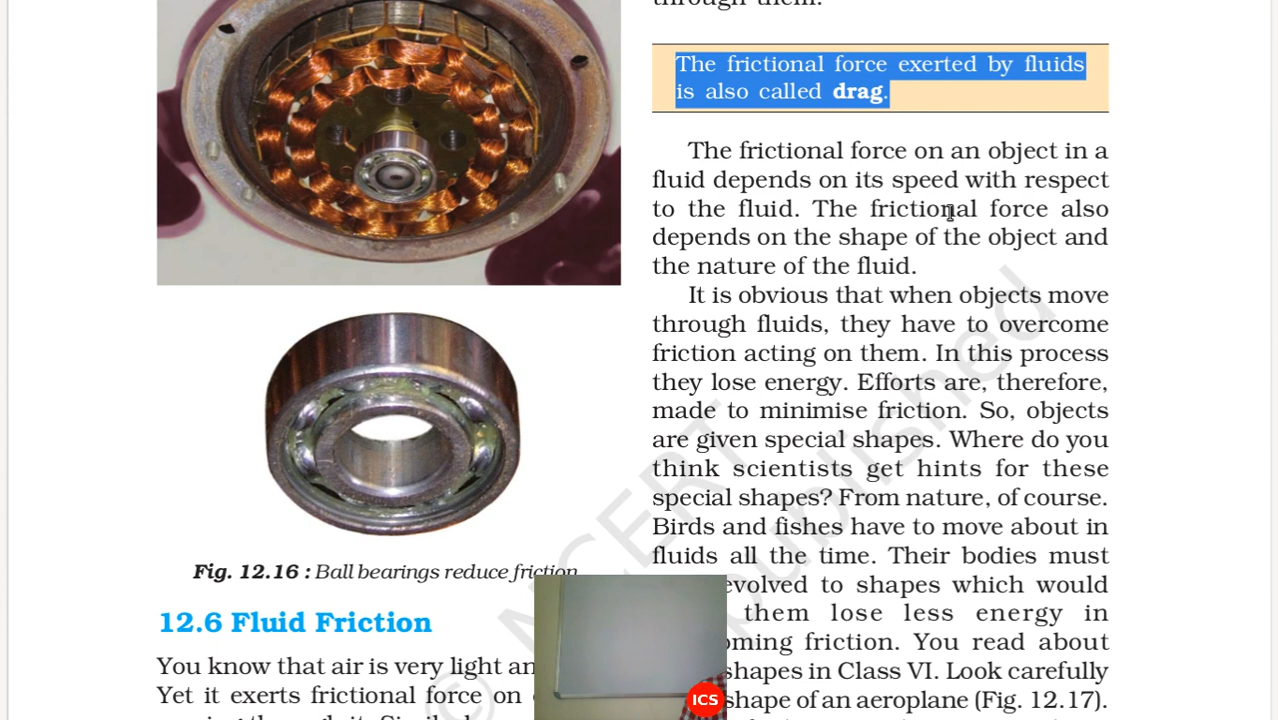 Fig. 12.16 : Ball bearings reduce friction
12.6 Fluid Friction
You know that air is very light an
Yet it exerts frictional force on
through them.
The frictional force exerted by fluids
is also called drag.
The frictional force on an object in a
fluid depends on its speed with respect
to the fluid. The frictional force also
depends on the shape of the object and
the nature of the fluid.
It is obvious that when objects move
through fluids, they have to overcome
friction acting on them. In this process
they lose energy. Efforts are, therefore,
made to minimise friction. So, objects
are given special shapes. Where do you
think scientists get hints for these
special shapes? From nature, of course.
Birds and fishes have to move about in
fluids all the time. Their bodies must
evolved to shapes which would
them lose less energy in
oming friction. You read about
shapes in Class VI. Look carefully
shape of an aeroplane (Fig. 12.17).
© NCERT
published
ICS